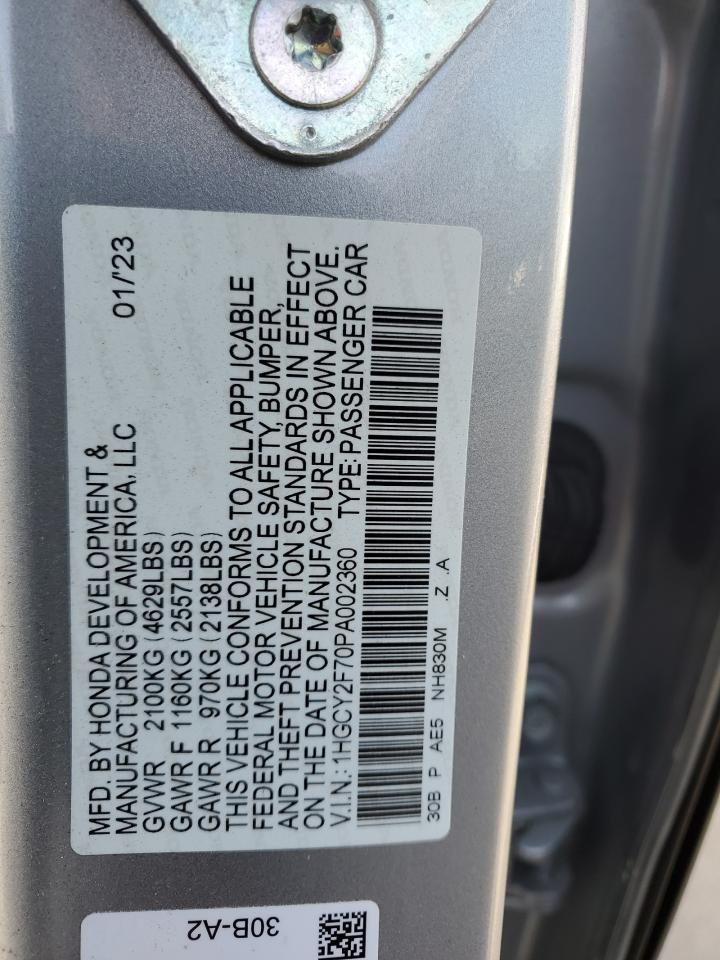 MFD. BY HONDA DEVELOPMENT &
MANUFACTURING OF AMERICA, LLC 01/'23
GVWR 2100KG (4629LBS)
GAWR F 1160KG (2557LBS)
GAWR R 970KG (2138LBS)
THIS VEHICLE CONFORMS TO ALL APPLICABLE
FEDERAL MOTOR VEHICLE SAFETY, BUMPER,
AND THEFT PREVENTION STANDARDS IN EFFECT
ON THE DATE OF MANUFACTURE SHOWN ABOVE.
V.I.N.: 1HGCY2F70PA002360 TYPE: PASSENGER CAR
30B P AE5 NH830M .Z .A
30B-A2